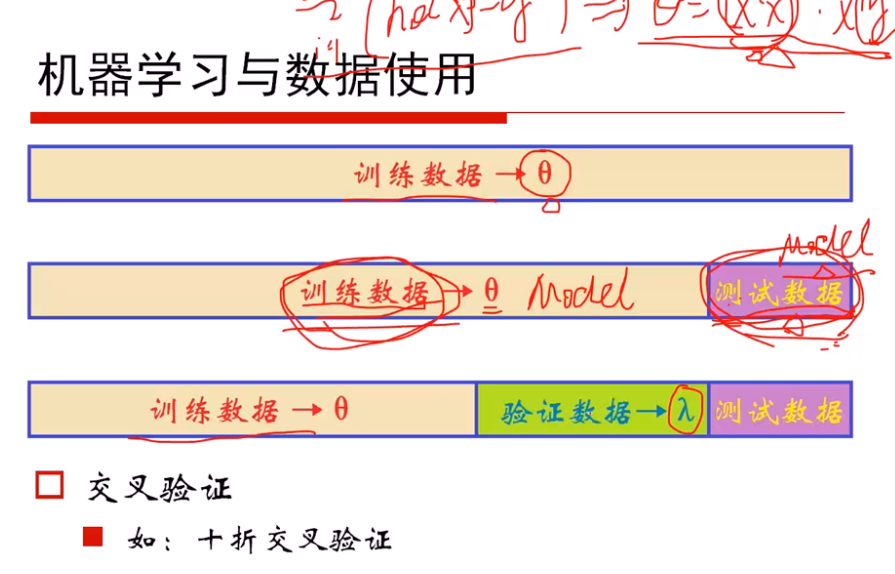 机器学习与数据使用
训练数据→θ
Model
训练数据→θ Model 测试数据
训练数据→θ 验证数据→λ 测试数据
交叉验证
如：十折交叉验证